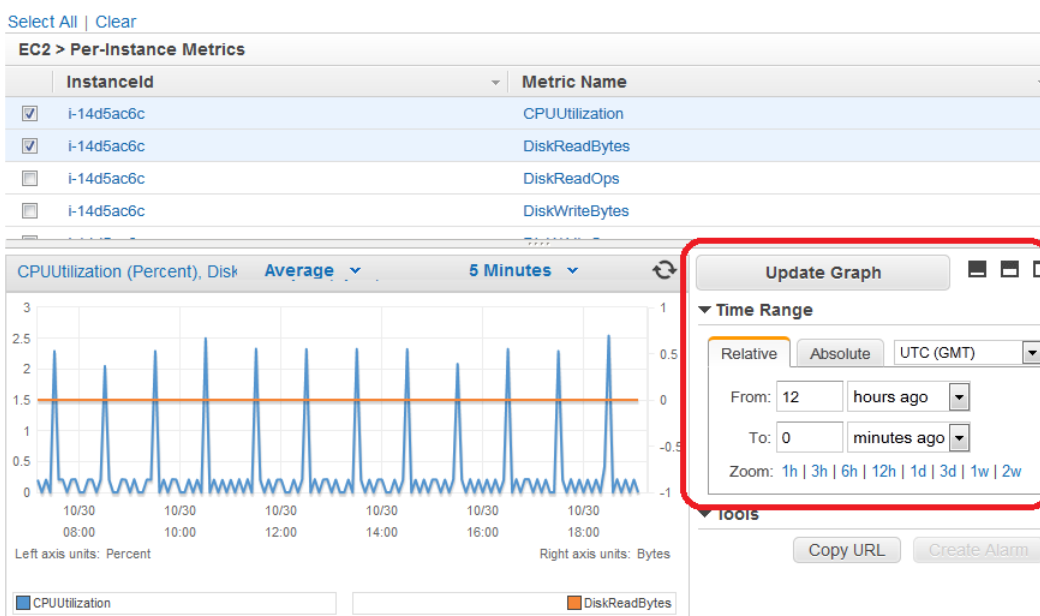 Select All | Clear
EC2 > Per-Instance Metrics
InstanceId Metric Name
i-14d5ac6c CPUUtilization
i-14d5ac6c DiskReadBytes
i-14d5ac6c DiskReadOps
i-14d5ac6c DiskWriteBytes
CPUUtilization (Percent), Disk Average 5 Minutes
3 1
2.5 0.5
2
1.5 0
1
0.5 -0.5
0 -1
10/30 10/30 10/30 10/30 10/30 10/30
08:00 10:00 12:00 14:00 16:00 18:00
Left axis units: Percent Right axis units: Bytes
CPUUtilization DiskReadBytes
Update Graph
Time Range
Relative Absolute UTC (GMT)
From: 12 hours ago
To: 0 minutes ago
Zoom: 1h | 3h | 6h | 12h | 1d | 3d | 1w | 2w
Tools
Copy URL Create Alarm